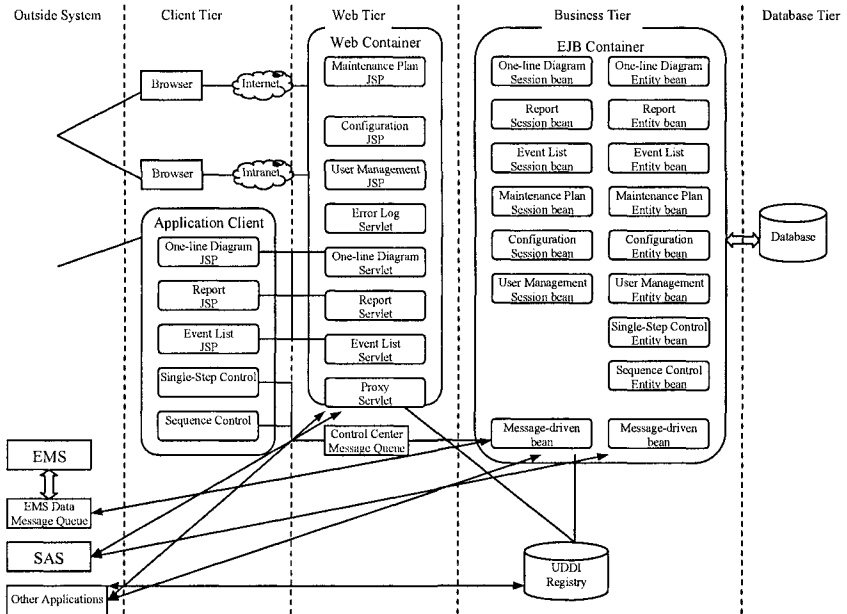 Outside System
Client Tier
Web Tier
Business Tier
Database Tier
Web Container
EJB Container
Browser
Internet
Browser
Intranet
Maintenance Plan
JSP
Configuration
JSP
User Management
JSP
Error Log
Servlet
One-line Diagram
Servlet
Report
Servlet
Event List
Servlet
Proxy
Servlet
Application Client
One-line Diagram
JSP
Report
JSP
Event List
JSP
Single-Step Control
Sequence Control
Control Center
Message Queue
One-line Diagram
Session bean
Report
Session bean
Event List
Session bean
Maintenance Plan
Session bean
Configuration
Session bean
User Management
Session bean
Message-driven
bean
One-line Diagram
Entity bean
Report
Entity bean
Event List
Entity bean
Maintenance Plan
Entity bean
Configuration
Entity bean
User Management
Entity bean
Single-Step Control
Entity bean
Sequence Control
Entity bean
Message-driven
bean
Database
EMS
EMS Data
Message Queue
SAS
Other Applications
UDDI
Registry